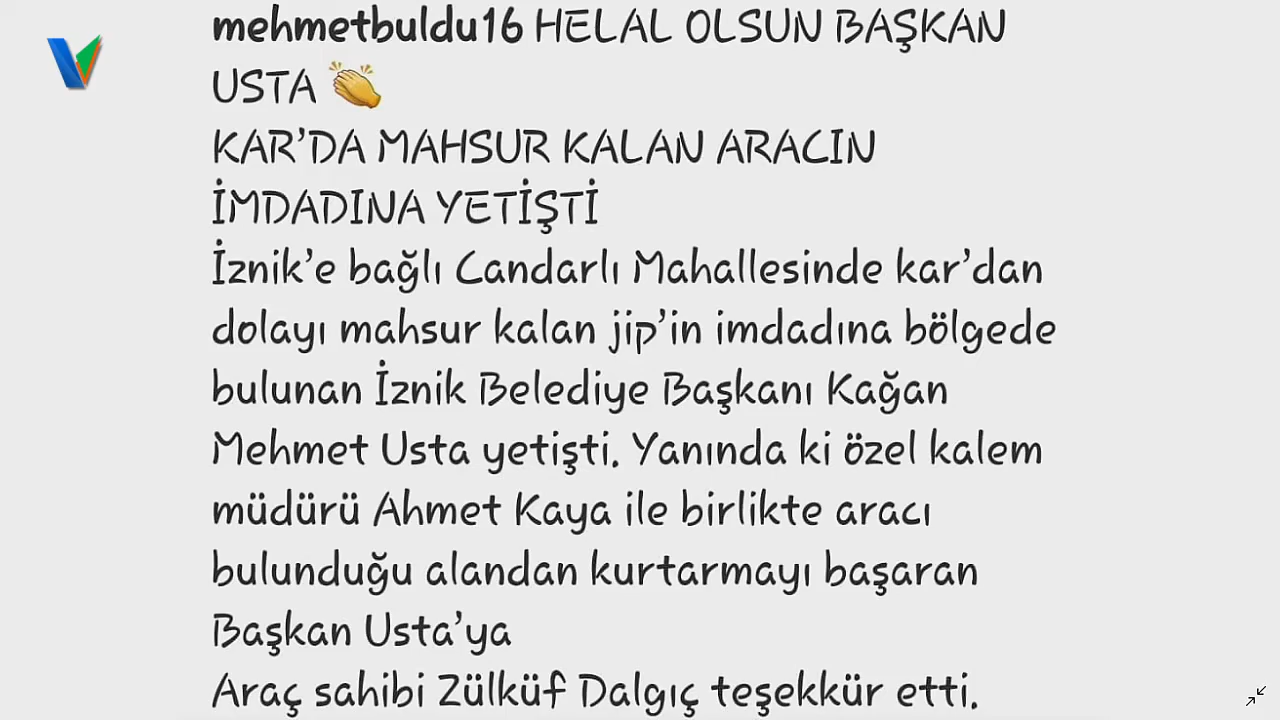 mehmetbuldu16 HELAL OLSUN BAŞKAN
USTA 👏
KAR'DA MAHSUR KALAN ARACIN
İMDADINA YETİŞTİ
İznik'e bağlı Candarlı Mahallesinde kar'dan
dolayı mahsur kalan jip'in imdadına bölgede
bulunan İznik Belediye Başkanı Kağan
Mehmet Usta yetişti. Yanında ki özel kalem
müdürü Ahmet Kaya ile birlikte aracı
bulunduğu alandan kurtarmayı başaran
Başkan Usta'ya
Araç sahibi Zülküf Dalgıç teşekkür etti.